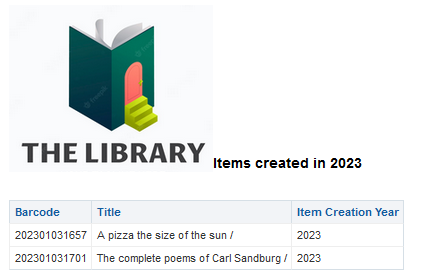 THE LIBRARY
Items created in 2023
Barcode Title Item Creation Year
202301031657 A pizza the size of the sun / 2023
202301031701 The complete poems of Carl Sandburg / 2023